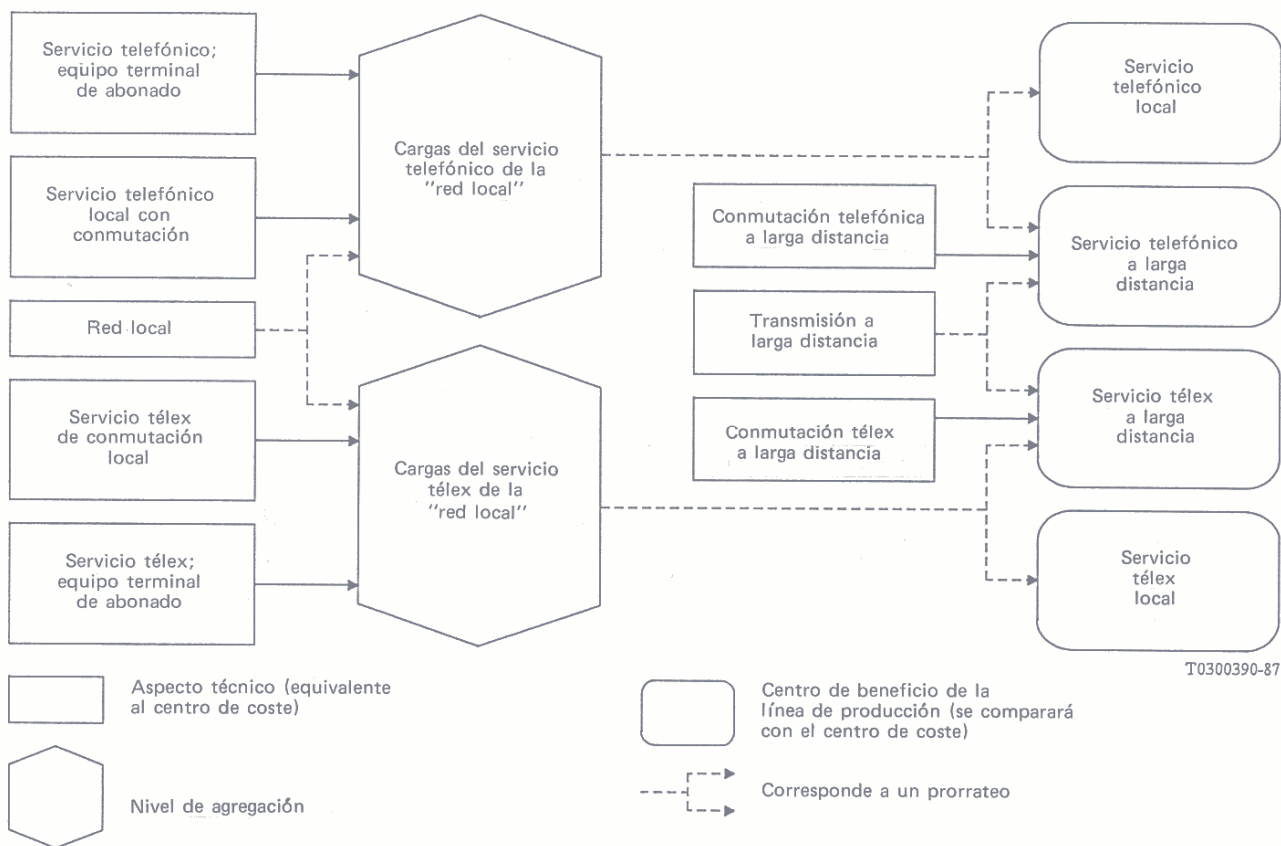 Servicio telefónico;
equipo terminal
de abonado
Servicio telefónico
local con
conmutación
Red local
Servicio télex
de conmutación
local
Servicio télex;
equipo terminal
de abonado
Cargas del servicio
telefónico de la
"red local"
Cargas del servicio
télex de la
"red local"
Conmutación telefónica
a larga distancia
Transmisión a
larga distancia
Conmutación télex
a larga distancia
Servicio
telefónico
local
Servicio telefónico
a larga
distancia
Servicio télex
a larga
distancia
Servicio
télex
local
T0300390-87
Aspecto técnico (equivalente
al centro de coste)
Nivel de agregación
Centro de beneficio de la
línea de producción (se comparará
con el centro de coste)
Corresponde a un prorrateo